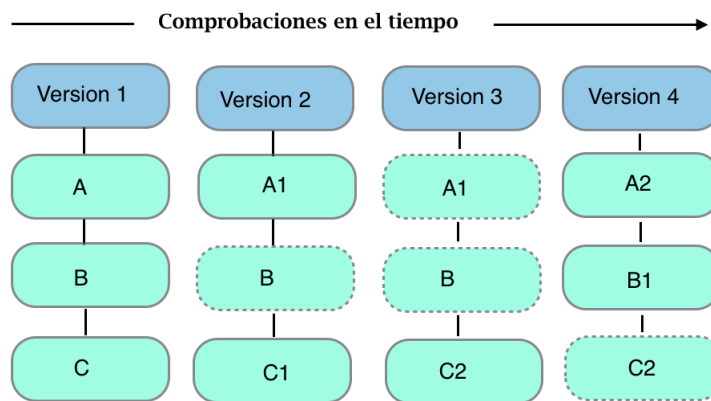 Comprobaciones en el tiempo
Version 1
Version 2
Version 3
Version 4
A
A1
A1
A2
B
B
B
B1
C
C1
C2
C2